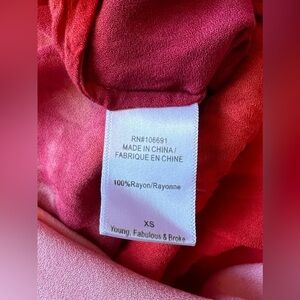 RN#106691
MADE IN CHINA/
FABRIQUE EN CHINE
100%Rayon/Rayonne
XS
Young, Fabulous & Broke